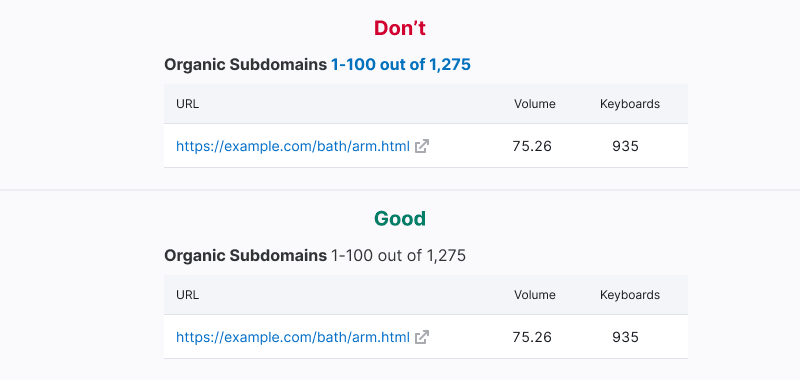 Don’t
Organic Subdomains 1-100 out of 1,275
URL Volume Keyboards
https://example.com/bath/arm.html 75.26 935
Good
Organic Subdomains 1-100 out of 1,275
URL Volume Keyboards
https://example.com/bath/arm.html 75.26 935